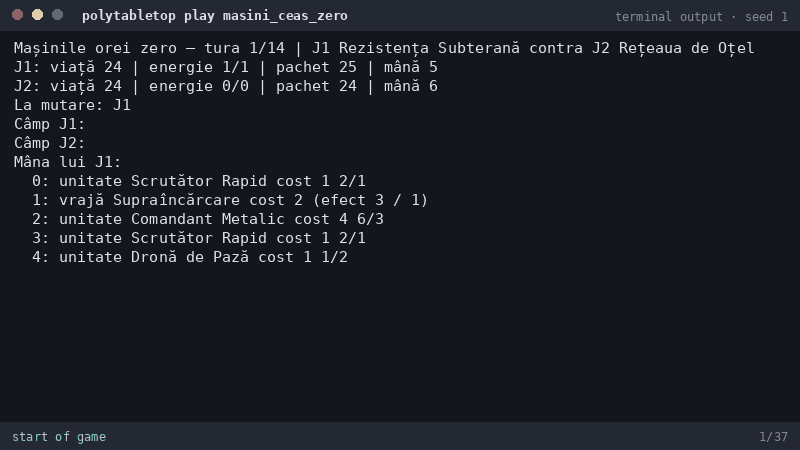 polytabletop play masini_ceas_zero
terminal output · seed 1
Mașinile orei zero — tura 1/14 | J1 Rezistența Subterană contra J2 Rețeaua de Oțel
J1: viață 24 | energie 1/1 | pachet 25 | mână 5
J2: viață 24 | energie 0/0 | pachet 24 | mână 6
La mutare: J1
Câmp J1:
Câmp J2:
Mâna lui J1:
0: unitate Scrutător Rapid cost 1 2/1
1: vrajă Supraîncărcare cost 2 (efect 3 / 1)
2: unitate Comandant Metalic cost 4 6/3
3: unitate Scrutător Rapid cost 1 2/1
4: unitate Dronă de Pază cost 1 1/2
start of game
1/37